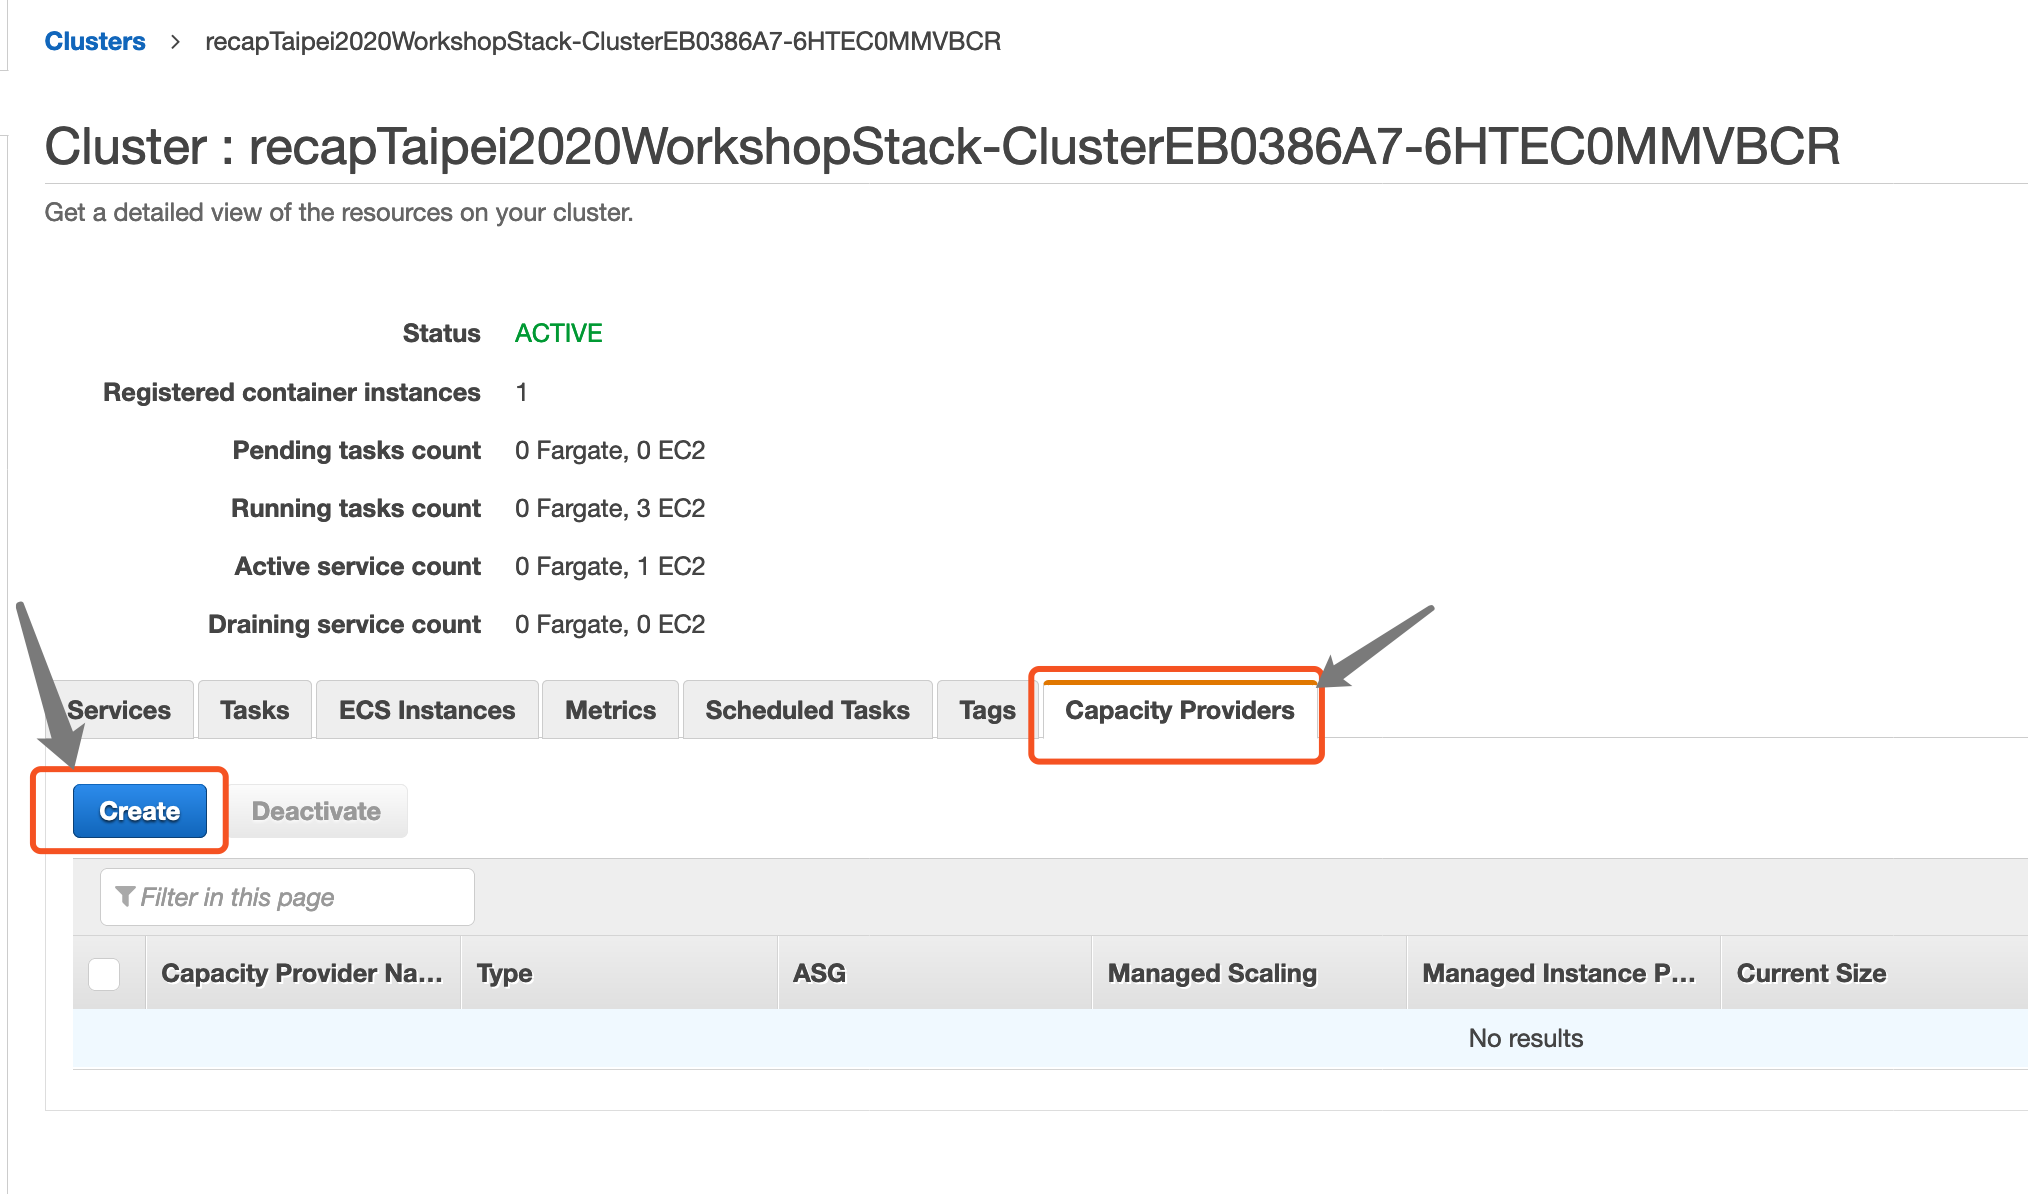 Clusters > recapTaipei2020WorkshopStack-ClusterEB0386A7-6HTEC0MMVBCR
Cluster : recapTaipei2020WorkshopStack-ClusterEB0386A7-6HTEC0MMVBCR
Get a detailed view of the resources on your cluster.
Status ACTIVE
Registered container instances 1
Pending tasks count 0 Fargate, 0 EC2
Running tasks count 0 Fargate, 3 EC2
Active service count 0 Fargate, 1 EC2
Draining service count 0 Fargate, 0 EC2
Services Tasks ECS Instances Metrics Scheduled Tasks Tags Capacity Providers
Create Deactivate
Filter in this page
Capacity Provider Na... Type ASG Managed Scaling Managed Instance P... Current Size
No results